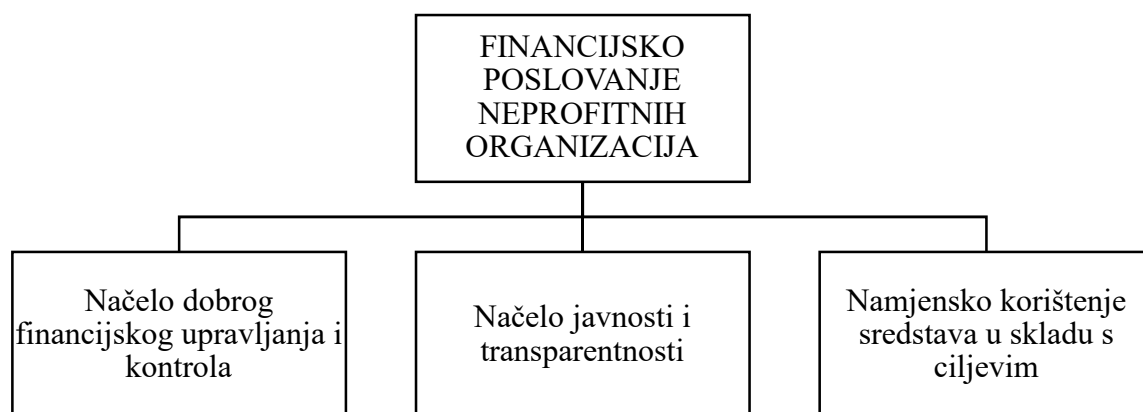 FINANCIJSKO
POSLOVANJE
NEPROFITNIH
ORGANIZACIJA
Načelo dobrog
financijskog upravljanja i
kontrola
Načelo javnosti i
transparentnosti
Namjensko korištenje
sredstava u skladu s
ciljevim